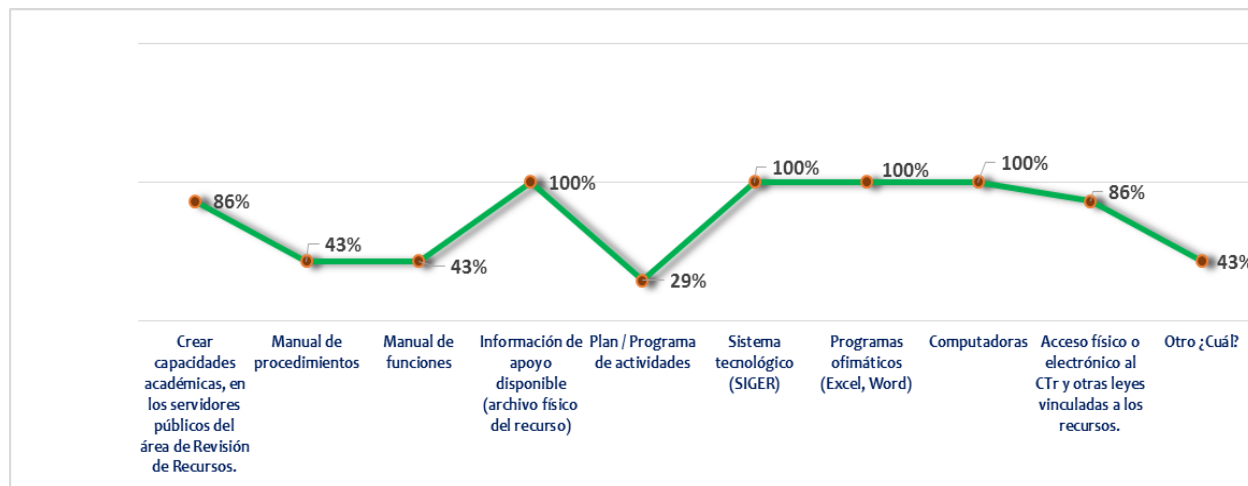 86%
43%
43%
100%
29%
100%
100%
100%
86%
43%
Crear
capacidades
académicas, en
los servidores
públicos del
área de Revisión
de Recursos.
Manual de
procedimientos
Manual de
funciones
Información de
apoyo
disponible
(archivo físico
del recurso)
Plan / Programa
de actividades
Sistema
tecnológico
(SIGER)
Programas
ofimáticos
(Excel, Word)
Computadoras
Acceso físico o
electrónico al
CTr y otras leyes
vinculadas a los
recursos.
Otro ¿Cuál?